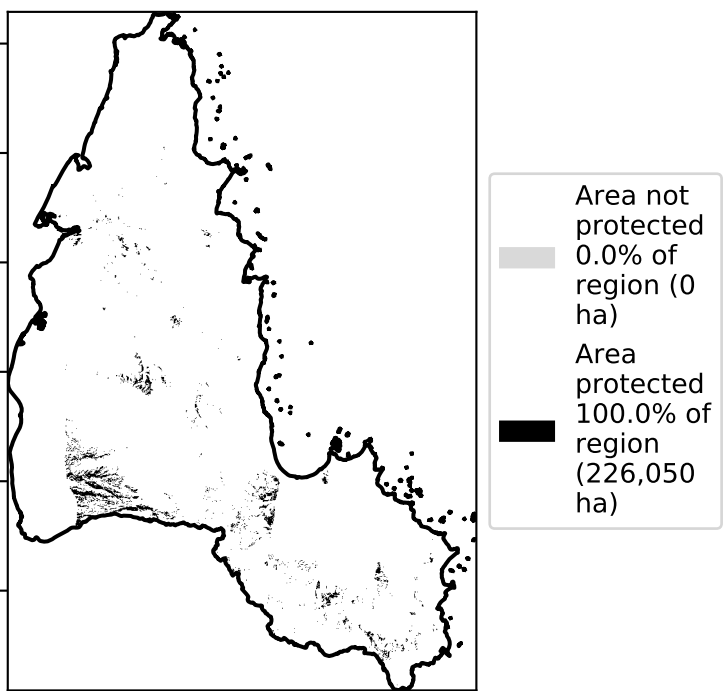 Area not
protected
0.0% of
region (0
ha)
Area
protected
100.0% of
region
(226,050
ha)